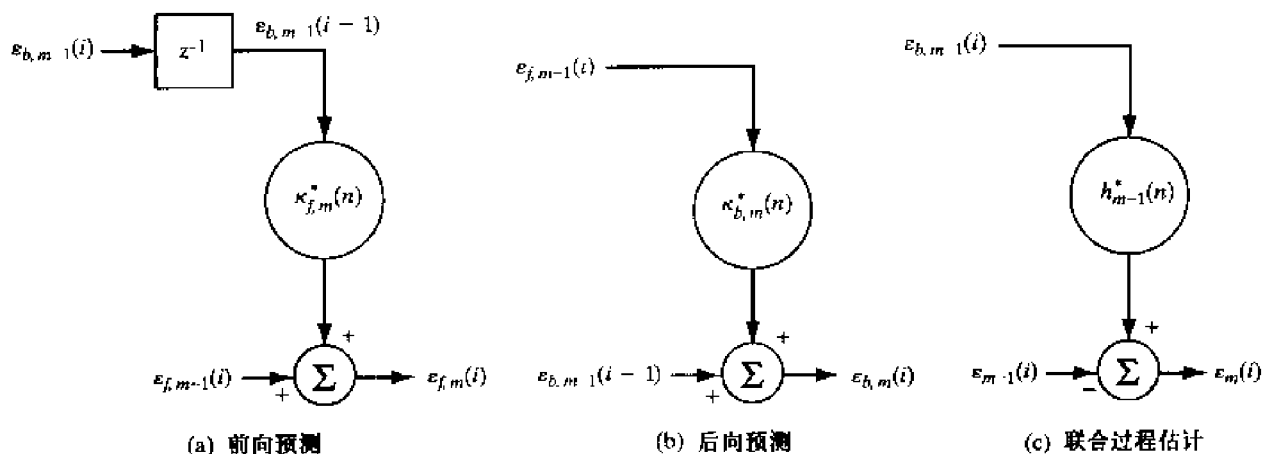 ε_{b, m-1}(i)
z⁻¹
ε_{b, m-1}(i − 1)
κ*_{f, m}(n)
+
ε_{f, m-1}(i)
+
Σ
ε_{f, m}(i)
(a) 前向预测
ε_{f, m-1}(i)
κ*_{b, m}(n)
+
ε_{b, m-1}(i − 1)
+
Σ
ε_{b, m}(i)
(b) 后向预测
ε_{b, m-1}(i)
h*_{m-1}(n)
+
ε_{m-1}(i)
−
Σ
ε_m(i)
(c) 联合过程估计